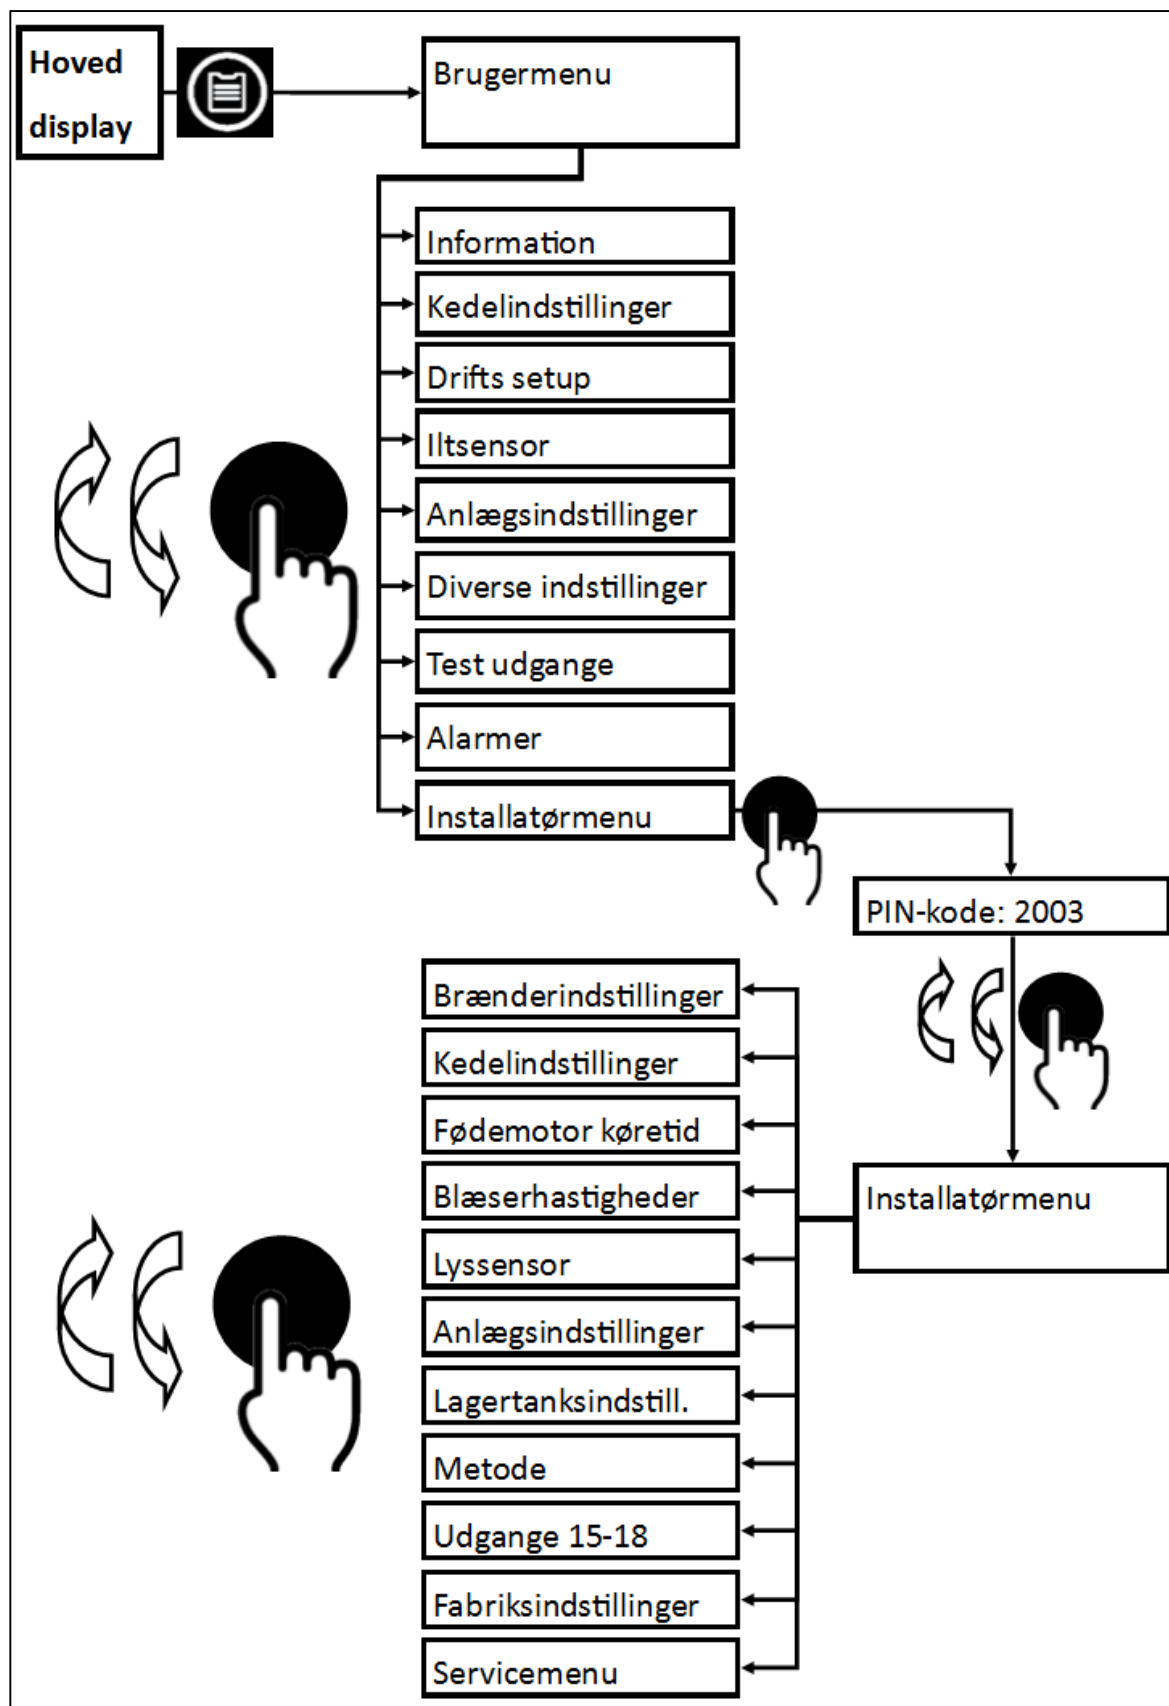 Hoved
display
Brugermenu
Information
Kedelindstillinger
Drifts setup
Iltsensor
Anlægsindstillinger
Diverse indstillinger
Test udgange
Alarmer
Installatørmenu
PIN-kode: 2003
Installatørmenu
Brænderindstillinger
Kedelindstillinger
Fødemotor køretid
Blæserhastigheder
Lyssensor
Anlægsindstillinger
Lagertanksindstill.
Metode
Udgange 15-18
Fabriksindstillinger
Servicemenu